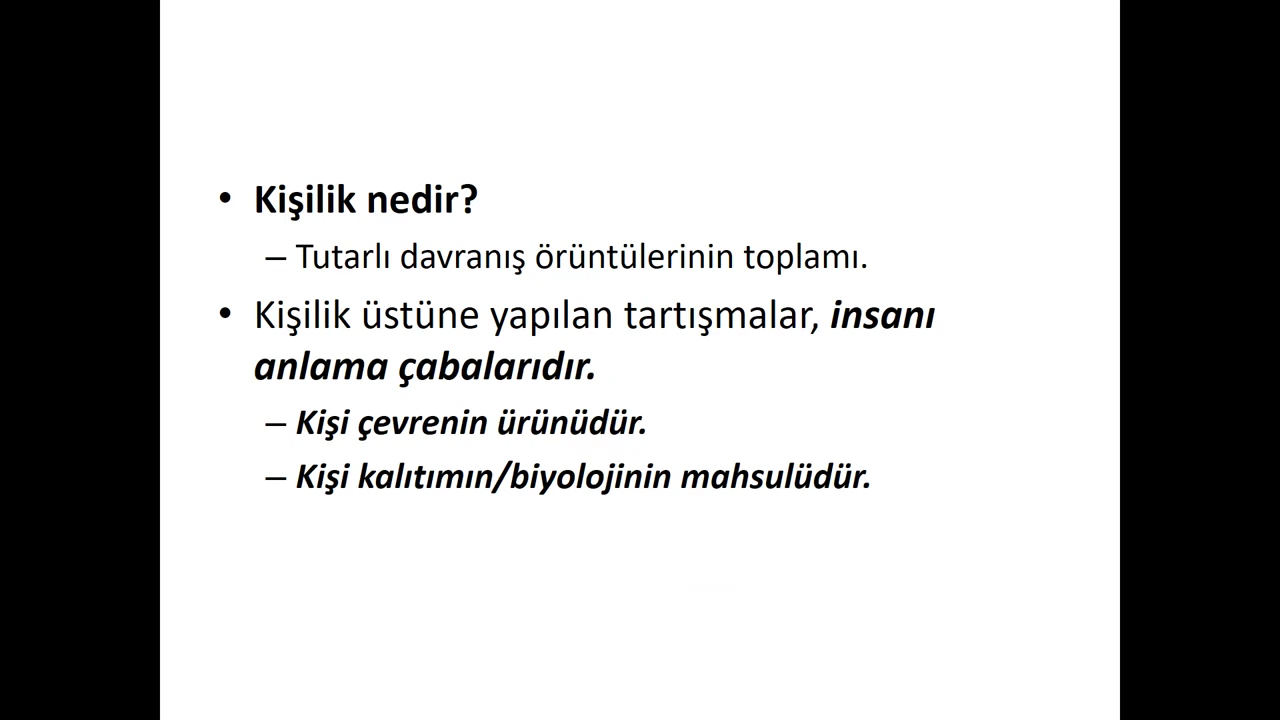 • Kişilik nedir?
– Tutarlı davranış örüntülerinin toplamı.
• Kişilik üstüne yapılan tartışmalar, insanı
anlama çabalarıdır.
– Kişi çevrenin ürünüdür.
– Kişi kalıtımın/biyolojinin mahsulüdür.